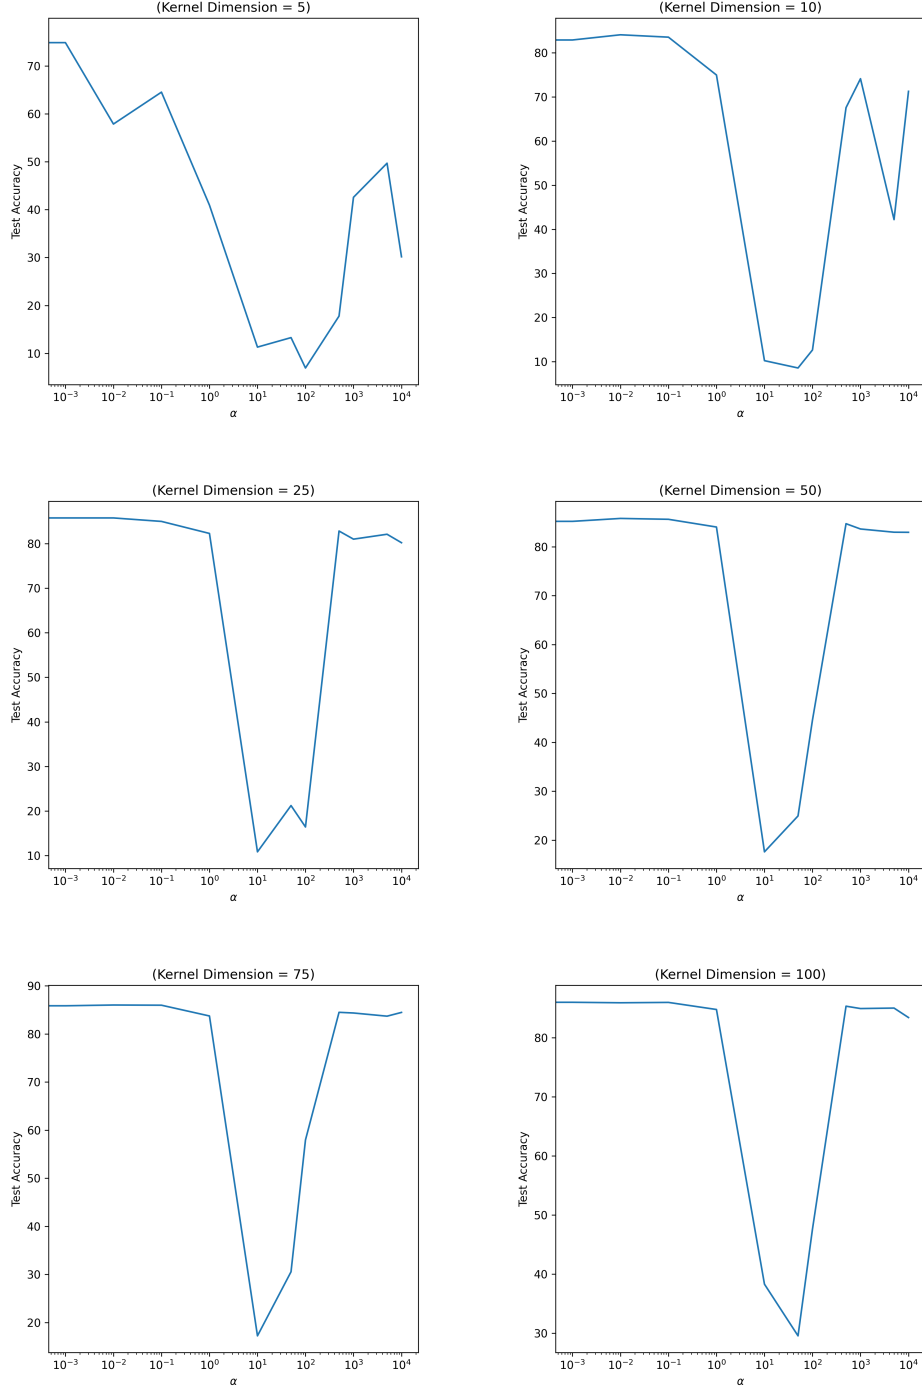 (Kernel Dimension = 5)
Test Accuracy
70
60
50
40
30
20
10
10⁻³ 10⁻² 10⁻¹ 10⁰ 10¹ 10² 10³ 10⁴
α
(Kernel Dimension = 10)
Test Accuracy
80
70
60
50
40
30
20
10
10⁻³ 10⁻² 10⁻¹ 10⁰ 10¹ 10² 10³ 10⁴
α
(Kernel Dimension = 25)
Test Accuracy
80
70
60
50
40
30
20
10
10⁻³ 10⁻² 10⁻¹ 10⁰ 10¹ 10² 10³ 10⁴
α
(Kernel Dimension = 50)
Test Accuracy
80
70
60
50
40
30
20
10⁻³ 10⁻² 10⁻¹ 10⁰ 10¹ 10² 10³ 10⁴
α
(Kernel Dimension = 75)
Test Accuracy
90
80
70
60
50
40
30
20
10⁻³ 10⁻² 10⁻¹ 10⁰ 10¹ 10² 10³ 10⁴
α
(Kernel Dimension = 100)
Test Accuracy
80
70
60
50
40
30
10⁻³ 10⁻² 10⁻¹ 10⁰ 10¹ 10² 10³ 10⁴
α